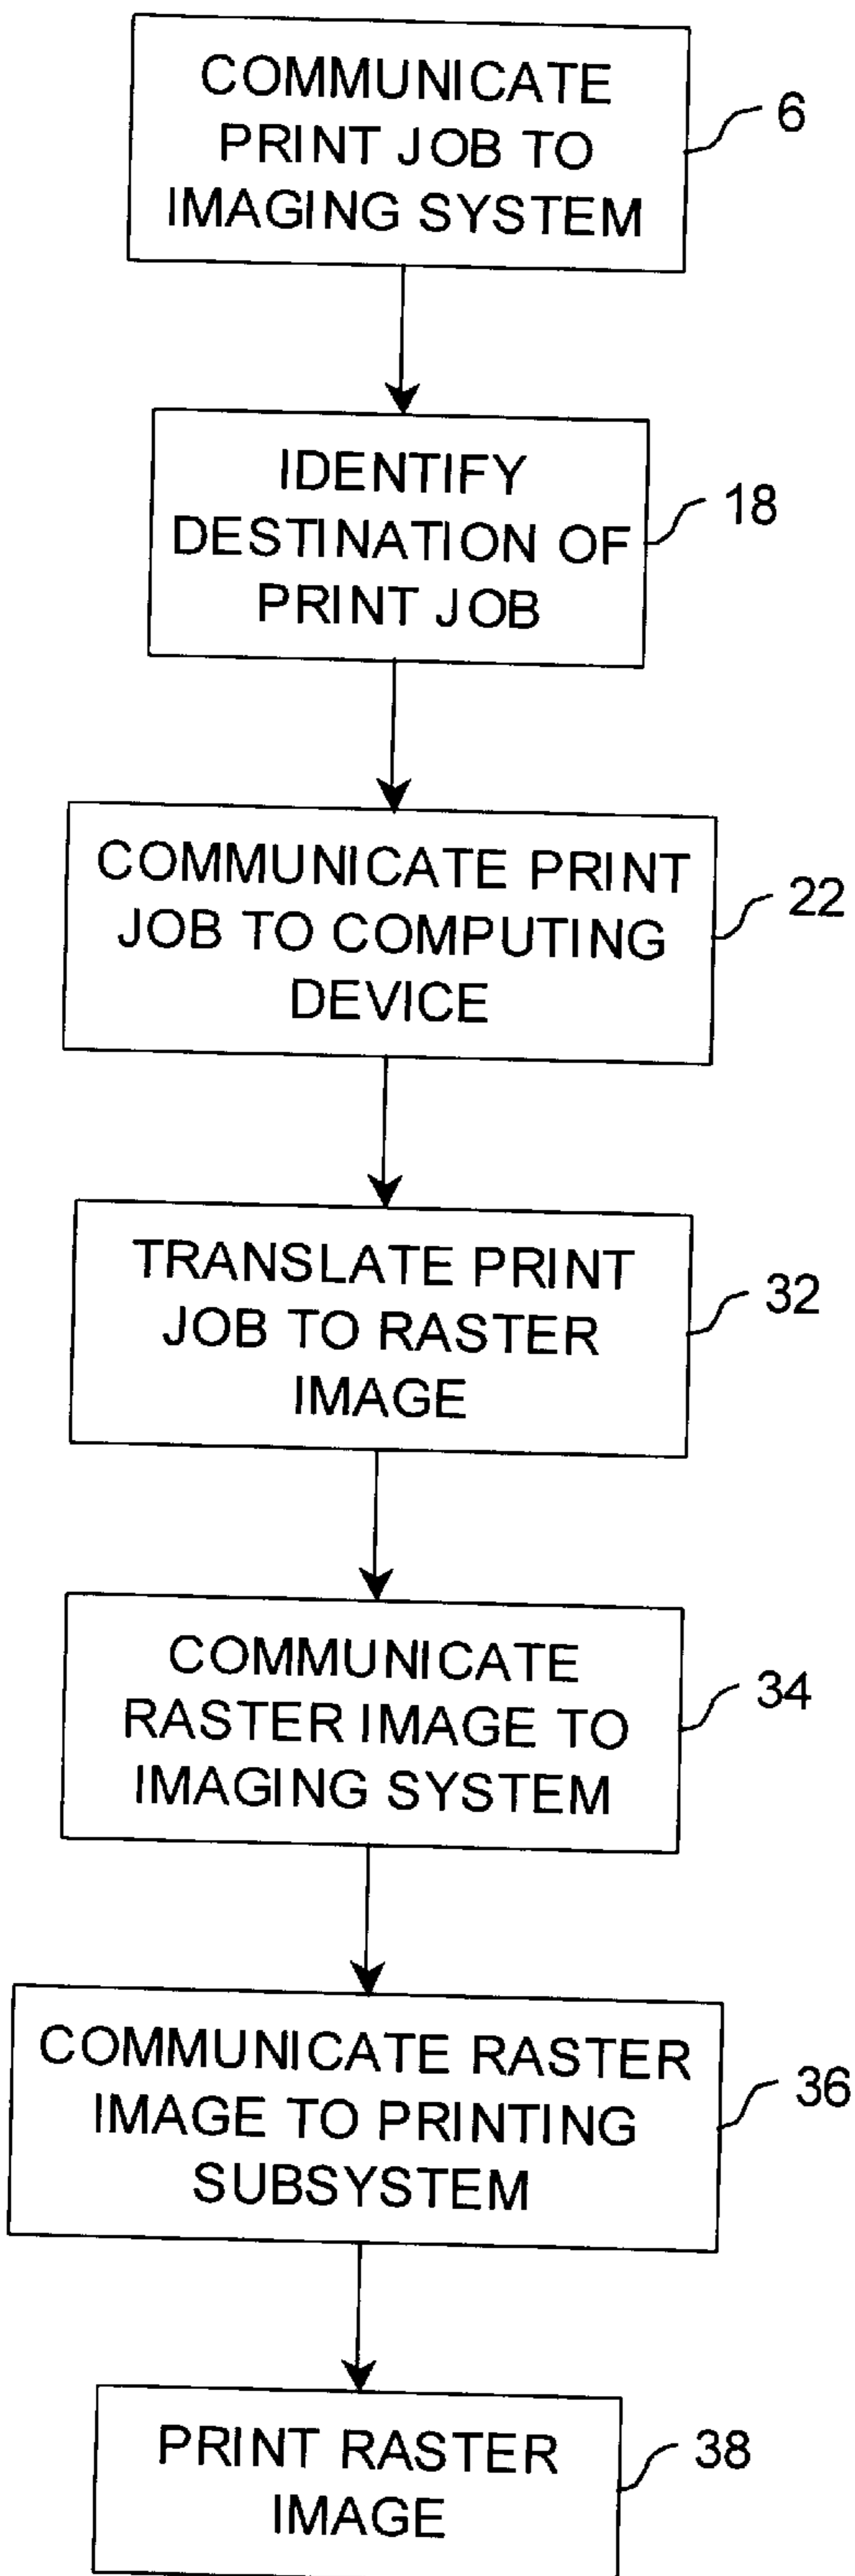 COMMUNICATE
PRINT JOB TO
IMAGING SYSTEM
6
IDENTIFY
DESTINATION OF
PRINT JOB
18
COMMUNICATE PRINT
JOB TO COMPUTING
DEVICE
22
TRANSLATE PRINT
JOB TO RASTER
IMAGE
32
COMMUNICATE
RASTER IMAGE TO
IMAGING SYSTEM
34
COMMUNICATE RASTER
IMAGE TO PRINTING
SUBSYSTEM
36
PRINT RASTER
IMAGE
38